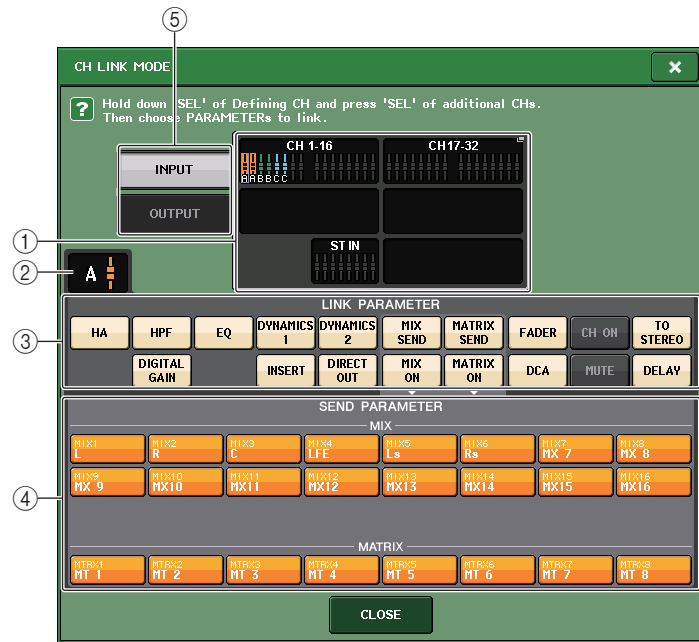 ⑤
CH LINK MODE
? Hold down 'SEL' of Defining CH and press 'SEL' of additional CHs.
Then choose PARAMETERs to link.
INPUT
OUTPUT
CH 1-16
CH17-32
AABBCC
ST IN
①
②
A
LINK PARAMETER
③
HA
HPF
EQ
DYNAMICS 1
DYNAMICS 2
MIX SEND
MATRIX SEND
FADER
CH ON
TO STEREO
DIGITAL GAIN
INSERT
DIRECT OUT
MIX ON
MATRIX ON
DCA
MUTE
DELAY
SEND PARAMETER
MIX
④
MIX1 L
MIX2 R
MIX3 C
MIX4 LFE
MIX5 Ls
MIX6 Rs
MIX7 MX 7
MIX8 MX 8
MIX9 MX 9
MIX10 MX10
MIX11 MX11
MIX12 MX12
MIX13 MX13
MIX14 MX14
MIX15 MX15
MIX16 MX16
MATRIX
MTRX1 MT 1
MTRX2 MT 2
MTRX3 MT 3
MTRX4 MT 4
MTRX5 MT 5
MTRX6 MT 6
MTRX7 MT 7
MTRX8 MT 8
CLOSE